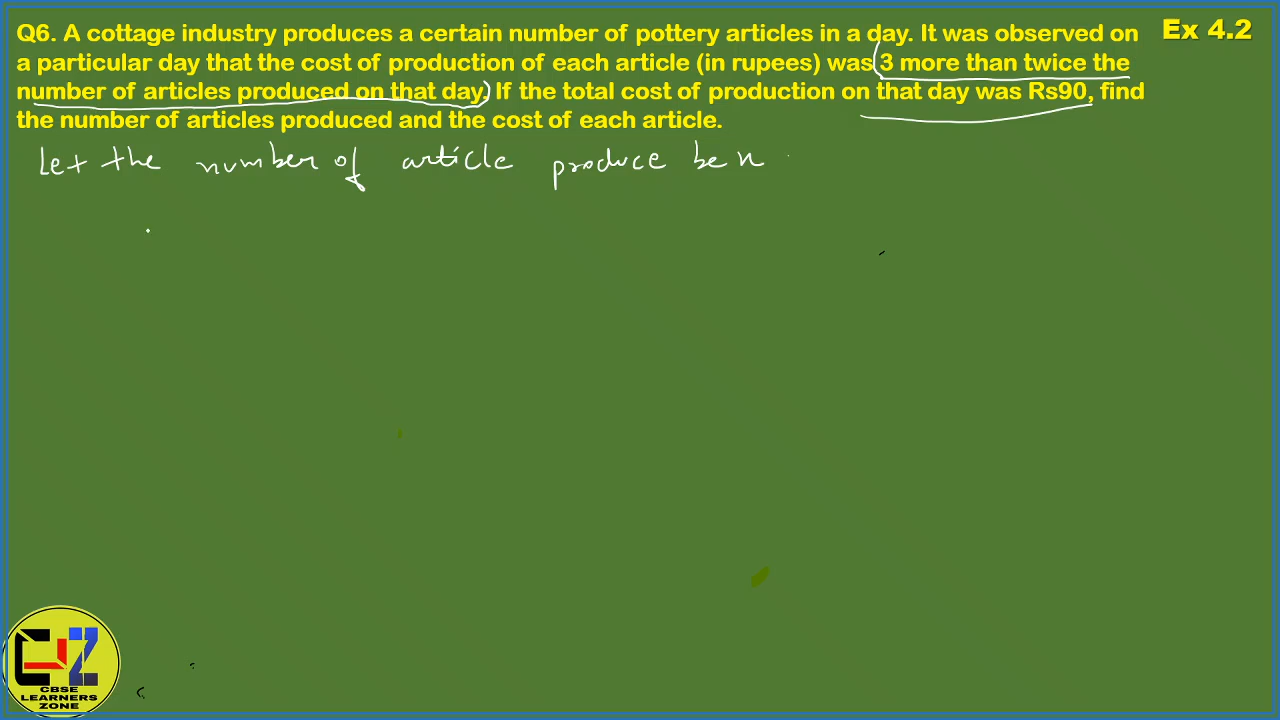 Q6. A cottage industry produces a certain number of pottery articles in a day. It was observed on
a particular day that the cost of production of each article (in rupees) was 3 more than twice the
number of articles produced on that day. If the total cost of production on that day was Rs90, find
the number of articles produced and the cost of each article.
Ex 4.2
Let the number of article produce be x
CBSE
LEARNERS
ZONE